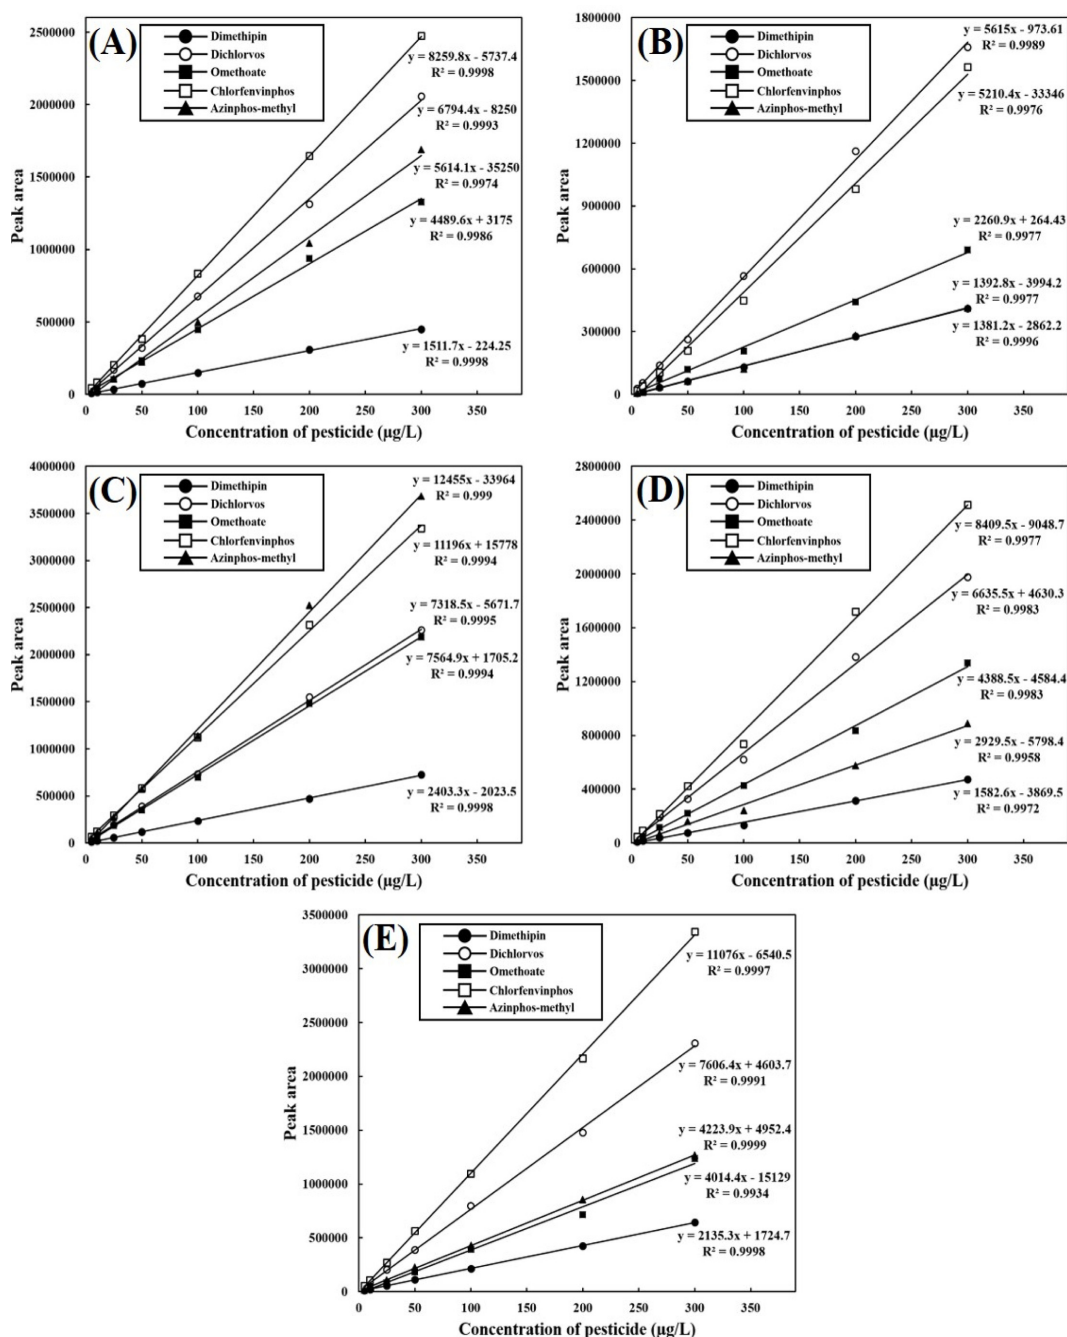 (A)
Dimethipin
Dichlorvos
Omethoate
Chlorfenvinphos
Azinphos-methyl
2500000
2000000
1500000
1000000
500000
0
Peak area
y = 8259.8x - 5737.4
R² = 0.9998
y = 6794.4x - 8250
R² = 0.9993
y = 5614.1x - 35250
R² = 0.9974
y = 4489.6x + 3175
R² = 0.9986
y = 1511.7x - 224.25
R² = 0.9998
0 50 100 150 200 250 300 350
Concentration of pesticide (µg/L)
(B)
Dimethipin
Dichlorvos
Omethoate
Chlorfenvinphos
Azinphos-methyl
1800000
1500000
1200000
900000
600000
300000
0
Peak area
y = 5615x - 973.61
R² = 0.9989
y = 5210.4x - 33346
R² = 0.9976
y = 2260.9x + 264.43
R² = 0.9977
y = 1392.8x - 3994.2
R² = 0.9977
y = 1381.2x - 2862.2
R² = 0.9996
0 50 100 150 200 250 300 350
Concentration of pesticide (µg/L)
(C)
Dimethipin
Dichlorvos
Omethoate
Chlorfenvinphos
Azinphos-methyl
4000000
3500000
3000000
2500000
2000000
1500000
1000000
500000
0
Peak area
y = 12455x - 33964
R² = 0.999
y = 11196x + 15778
R² = 0.9994
y = 7318.5x - 5671.7
R² = 0.9995
y = 7564.9x + 1705.2
R² = 0.9994
y = 2403.3x - 2023.5
R² = 0.9998
0 50 100 150 200 250 300 350
Concentration of pesticide (µg/L)
(D)
Dimethipin
Dichlorvos
Omethoate
Chlorfenvinphos
Azinphos-methyl
2800000
2400000
2000000
1600000
1200000
800000
400000
0
Peak area
y = 8409.5x - 9048.7
R² = 0.9977
y = 6635.5x + 4630.3
R² = 0.9983
y = 4388.5x - 4584.4
R² = 0.9983
y = 2929.5x - 5798.4
R² = 0.9958
y = 1582.6x - 3869.5
R² = 0.9972
0 50 100 150 200 250 300 350
Concentration of pesticide (µg/L)
(E)
Dimethipin
Dichlorvos
Omethoate
Chlorfenvinphos
Azinphos-methyl
3500000
3000000
2500000
2000000
1500000
1000000
500000
0
Peak area
y = 11076x - 6540.5
R² = 0.9997
y = 7606.4x + 4603.7
R² = 0.9991
y = 4223.9x + 4952.4
R² = 0.9999
y = 4014.4x - 15129
R² = 0.9934
y = 2135.3x + 1724.7
R² = 0.9998
0 50 100 150 200 250 300 350
Concentration of pesticide (µg/L)